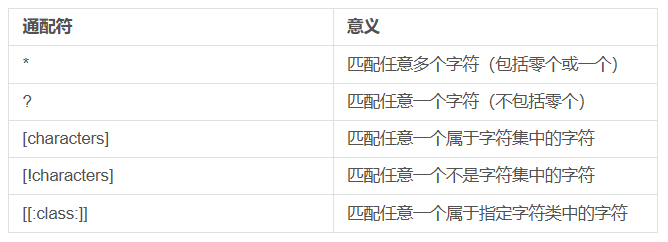 通配符 意义
* 匹配任意多个字符（包括零个或一个）
? 匹配任意一个字符（不包括零个）
[characters] 匹配任意一个属于字符集中的字符
[!characters] 匹配任意一个不是字符集中的字符
[[:class:]] 匹配任意一个属于指定字符类中的字符